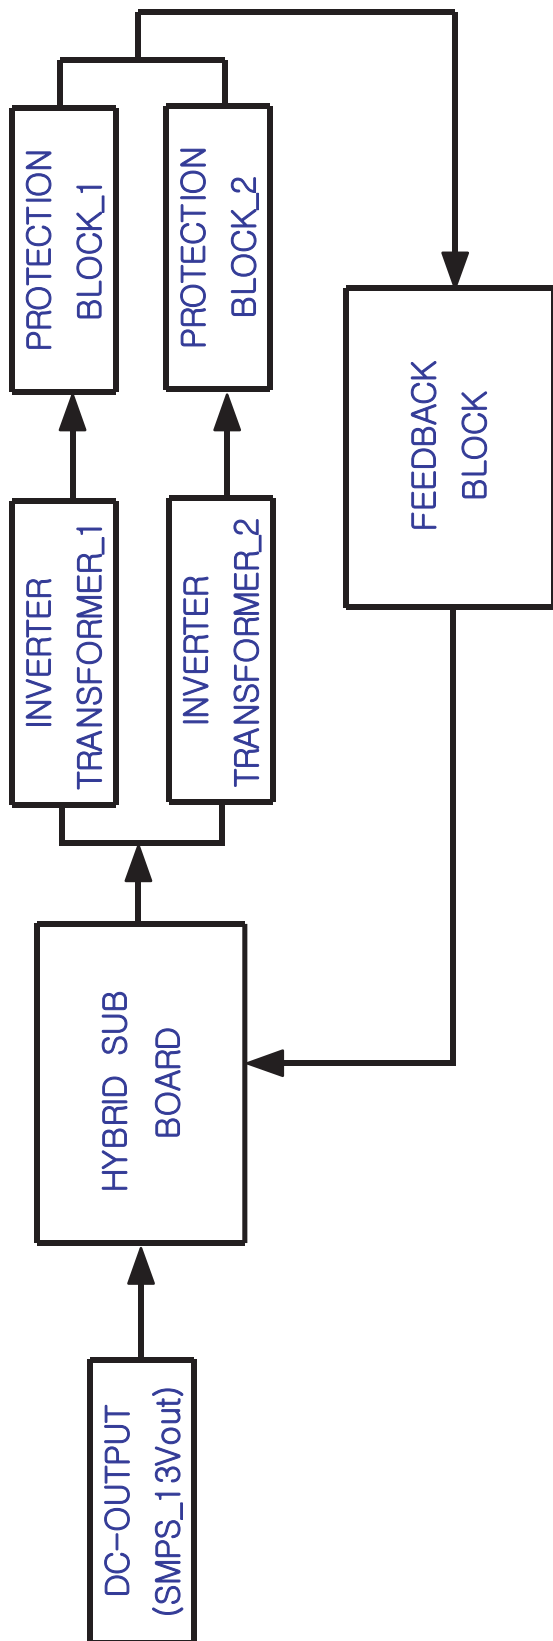 DC-OUTPUT
(SMPS_13Vout)
HYBRID SUB
BOARD
INVERTER
TRANSFORMER_1
PROTECTION
BLOCK_1
INVERTER
TRANSFORMER_2
PROTECTION
BLOCK_2
FEEDBACK
BLOCK